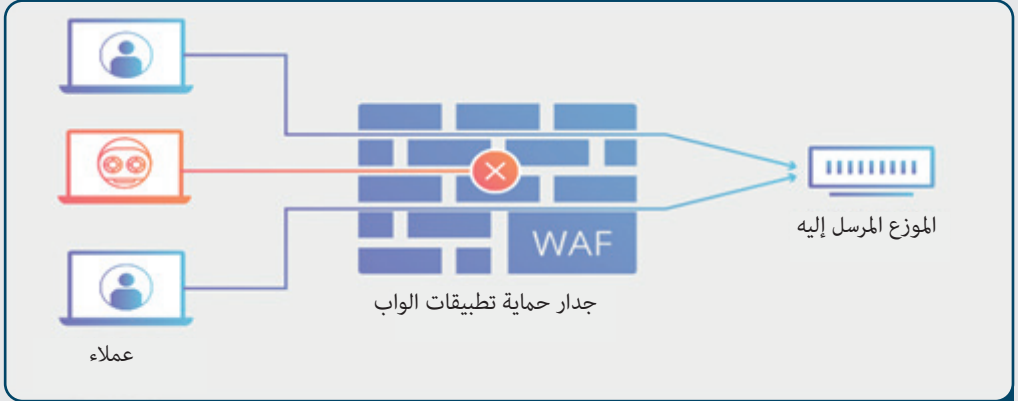 الموزع المرسل إليه
WAF
جدار حماية تطبيقات الواب
عملاء